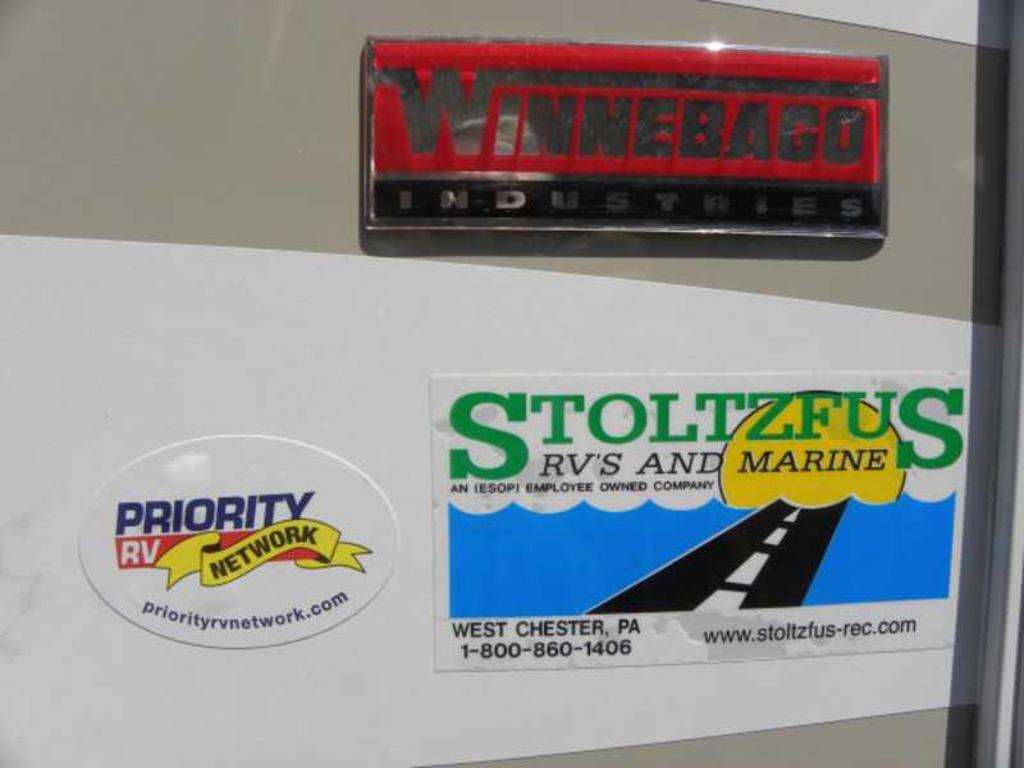 WINNEBAGO
INDUSTRIES
STOLTZFUS
RV'S AND MARINE
AN (ESOP) EMPLOYEE OWNED COMPANY
WEST CHESTER, PA
1-800-860-1406
www.stoltzfus-rec.com
PRIORITY
RV NETWORK
priorityrvnetwork.com